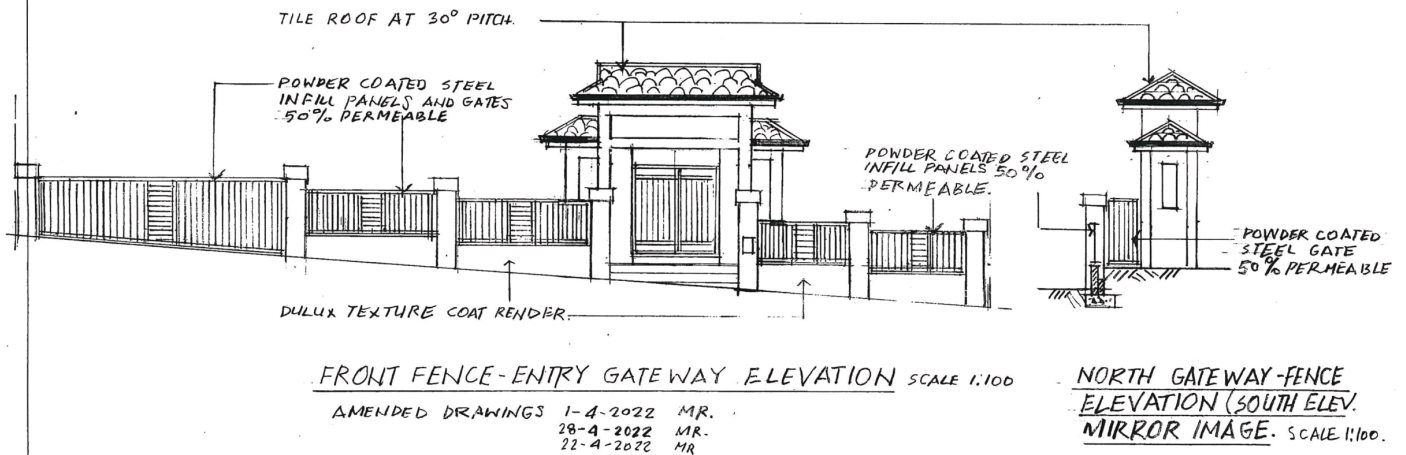 TILE ROOF AT 30° PITCH.
POWDER COATED STEEL
INFILL PANELS AND GATES
50% PERMEABLE
POWDER COATED STEEL
INFILL PANELS 50%
PERMEABLE.
POWDER COATED
STEEL GATE
50% PERMEABLE
DULUX TEXTURE COAT RENDER.
FRONT FENCE-ENTRY GATEWAY ELEVATION SCALE 1:100
AMENDED DRAWINGS 1-4-2022 MR.
28-4-2022 MR.
22-4-2022 MR
NORTH GATEWAY-FENCE
ELEVATION (SOUTH ELEV.
MIRROR IMAGE. SCALE 1:100.